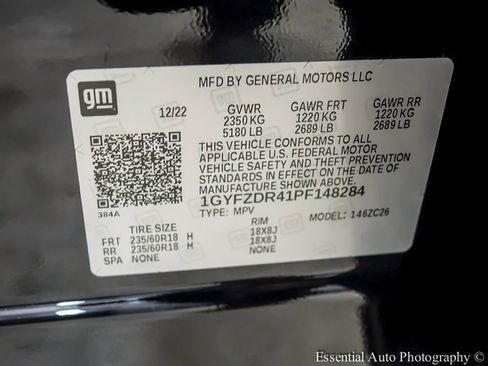 gm
MFD BY GENERAL MOTORS LLC
12/22 GVWR GAWR FRT GAWR RR
2350 KG 1220 KG 1220 KG
5180 LB 2689 LB 2689 LB
THIS VEHICLE CONFORMS TO ALL
APPLICABLE U.S. FEDERAL MOTOR
VEHICLE SAFETY AND THEFT PREVENTION
STANDARDS IN EFFECT ON THE DATE OF
MANUFACTURE SHOWN ABOVE.
1GYFZDR41PF148284
384A
TYPE: MPV MODEL: 146ZC26
TIRE SIZE RIM
FRT 235/60R18 H 18X8J
RR 235/60R18 H 18X8J
SPA NONE NONE
Essential Auto Photography ©